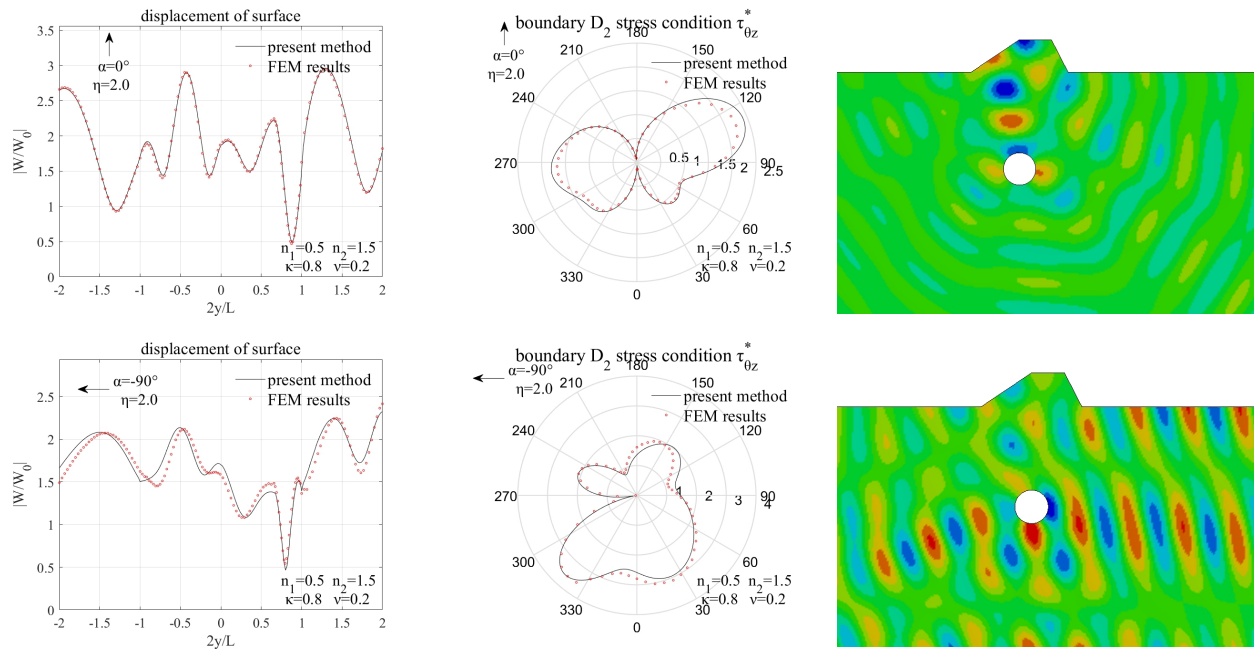 displacement of surface
α=0°
η=2.0
present method
FEM results
|W/W0|
3.5
3
2.5
2
1.5
1
0.5
0
n1=0.5 n2=1.5
κ=0.8 ν=0.2
-2 -1.5 -1 -0.5 0 0.5 1 1.5 2
2y/L
boundary D2 stress condition τ*θz
α=0°
η=2.0
2
180
210
150
present method
FEM results
240
120
270
0.5 1 1.5 2 2.5
90
300
60
330
30
0
n1=0.5 n2=1.5
κ=0.8 ν=0.2
displacement of surface
α=-90°
η=2.0
present method
FEM results
|W/W0|
2.5
2
1.5
1
0.5
0
n1=0.5 n2=1.5
κ=0.8 ν=0.2
-2 -1.5 -1 -0.5 0 0.5 1 1.5 2
2y/L
boundary D2 stress condition τ*θz
α=-90°
η=2.0
180
210
150
present method
FEM results
240
120
270
1 2 3 4
90
300
60
330
30
0
n1=0.5 n2=1.5
κ=0.8 ν=0.2